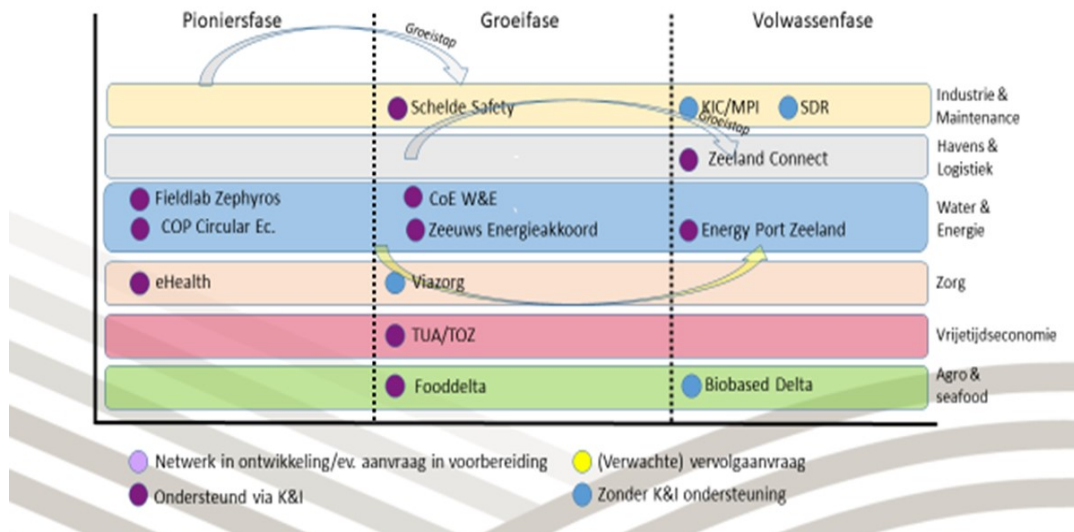 Pioniersfase
Groeifase
Volwassenfase
Groeistap
Schelde Safety
KIC/MPI
SDR
Industrie &
Maintenance
Groeistap
Zeeland Connect
Havens &
Logistiek
Fieldlab Zephyros
CoE W&E
COP Circular Ec.
Zeeuws Energieakkoord
Energy Port Zeeland
Water &
Energie
eHealth
Viazorg
Zorg
TUA/TOZ
Vrijetijdseconomie
Fooddelta
Biobased Delta
Agro &
seafood
Netwerk in ontwikkeling/ev. aanvraag in voorbereiding
(Verwachte) vervolgaanvraag
Ondersteund via K&I
Zonder K&I ondersteuning